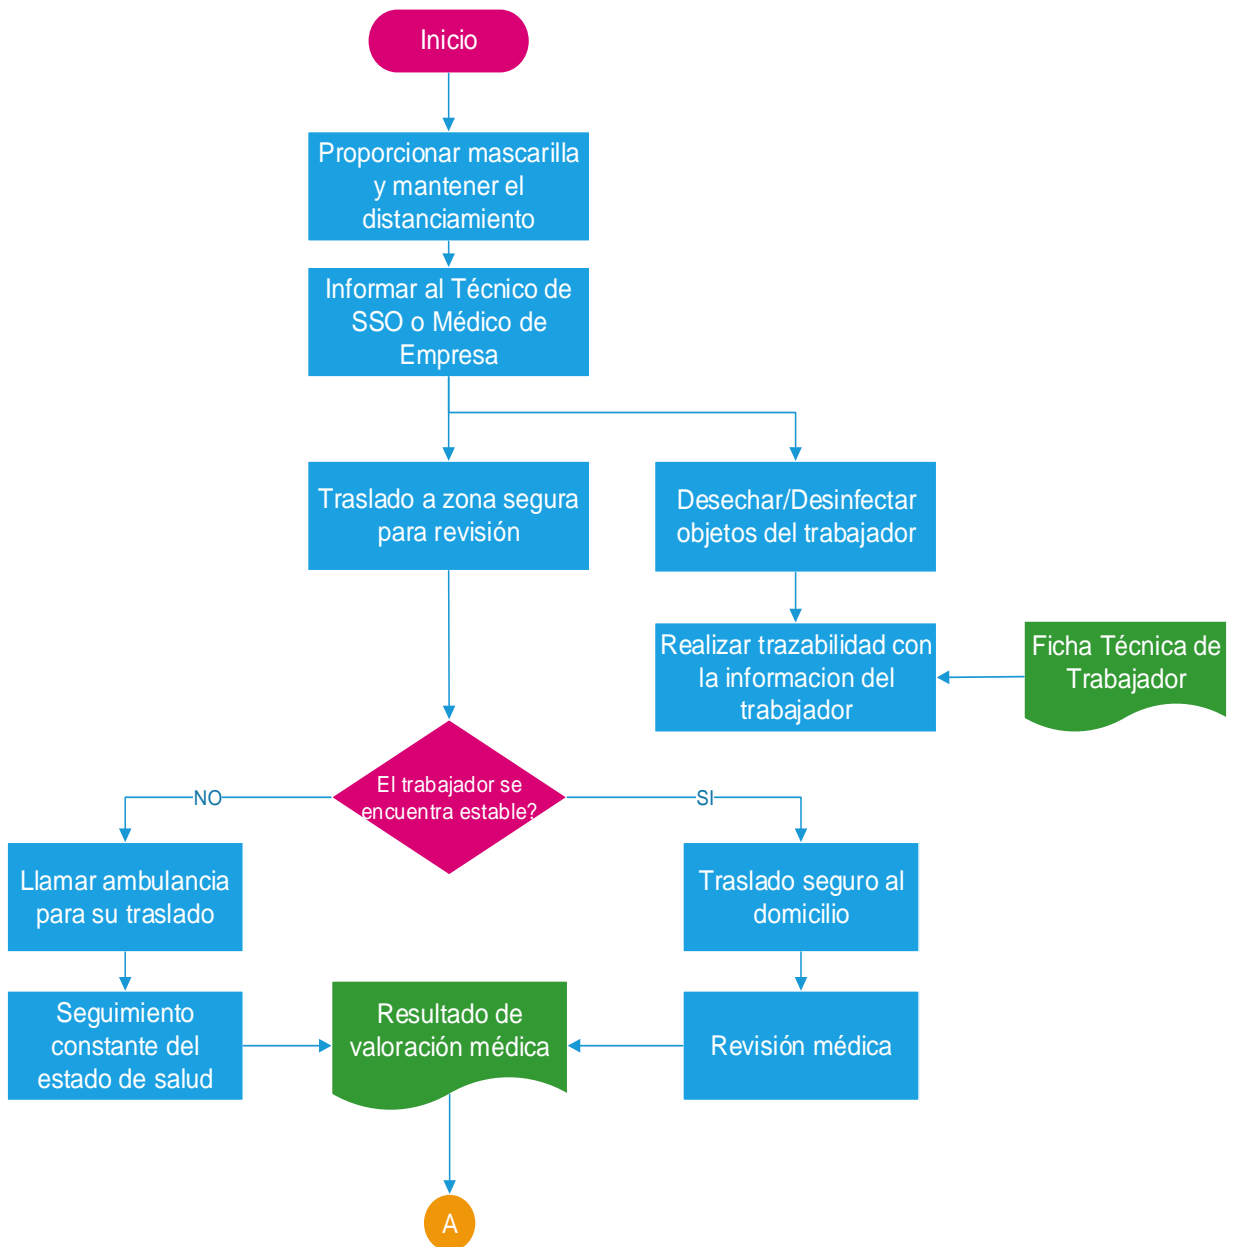 Inicio
Proporcionar mascarilla
y mantener el
distanciamiento
Informar al Técnico de
SSO o Médico de
Empresa
Traslado a zona segura
para revisión
Desechar/Desinfectar
objetos del trabajador
Realizar trazabilidad con
la informacion del
trabajador
Ficha Técnica de
Trabajador
El trabajador se
encuentra estable?
NO
SI
Llamar ambulancia
para su traslado
Traslado seguro al
domicilio
Seguimiento
constante del
estado de salud
Resultado de
valoración médica
Revisión médica
A